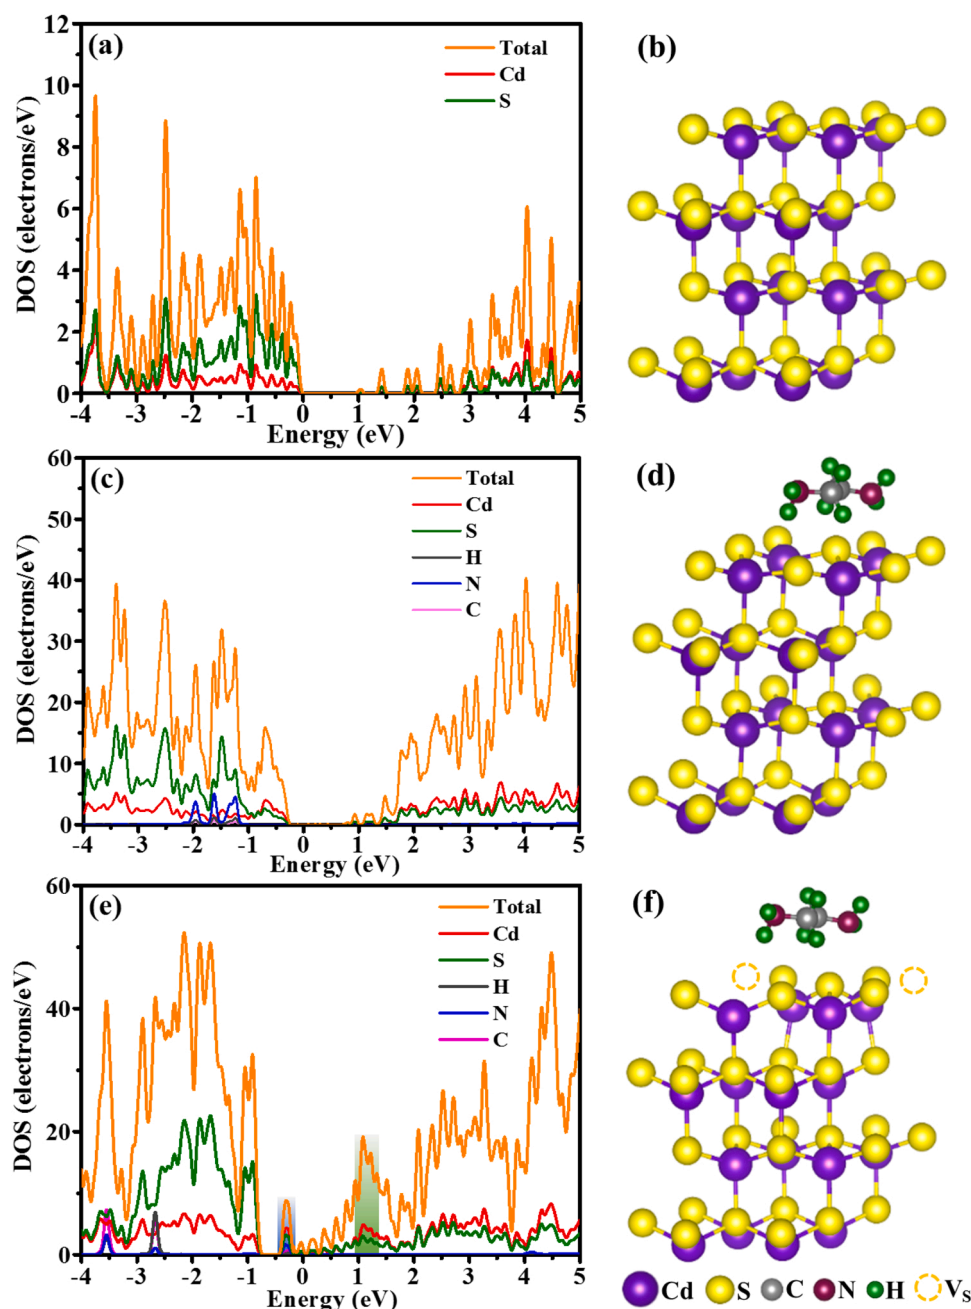 (a)
Total
Cd
S
DOS (electrons/eV)
12
10
8
6
4
2
0
-4 -3 -2 -1 0 1 2 3 4 5
Energy (eV)
(b)
(c)
Total
Cd
S
H
N
C
DOS (electrons/eV)
60
50
40
30
20
10
0
-4 -3 -2 -1 0 1 2 3 4 5
Energy (eV)
(d)
(e)
Total
Cd
S
H
N
C
DOS (electrons/eV)
60
40
20
0
-4 -3 -2 -1 0 1 2 3 4 5
Energy (eV)
(f)
Cd S C N H V_S